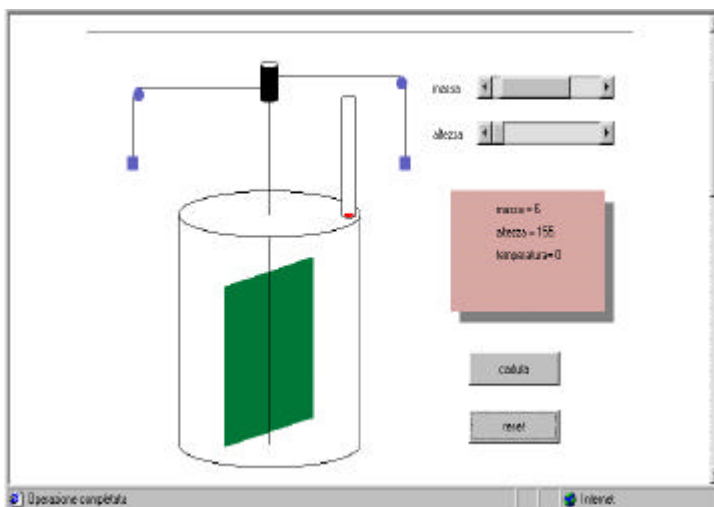 massa
altezza
massa = 6
altezza = 155
temperatura= 0
caduta
reset
Operazione completata
Internet